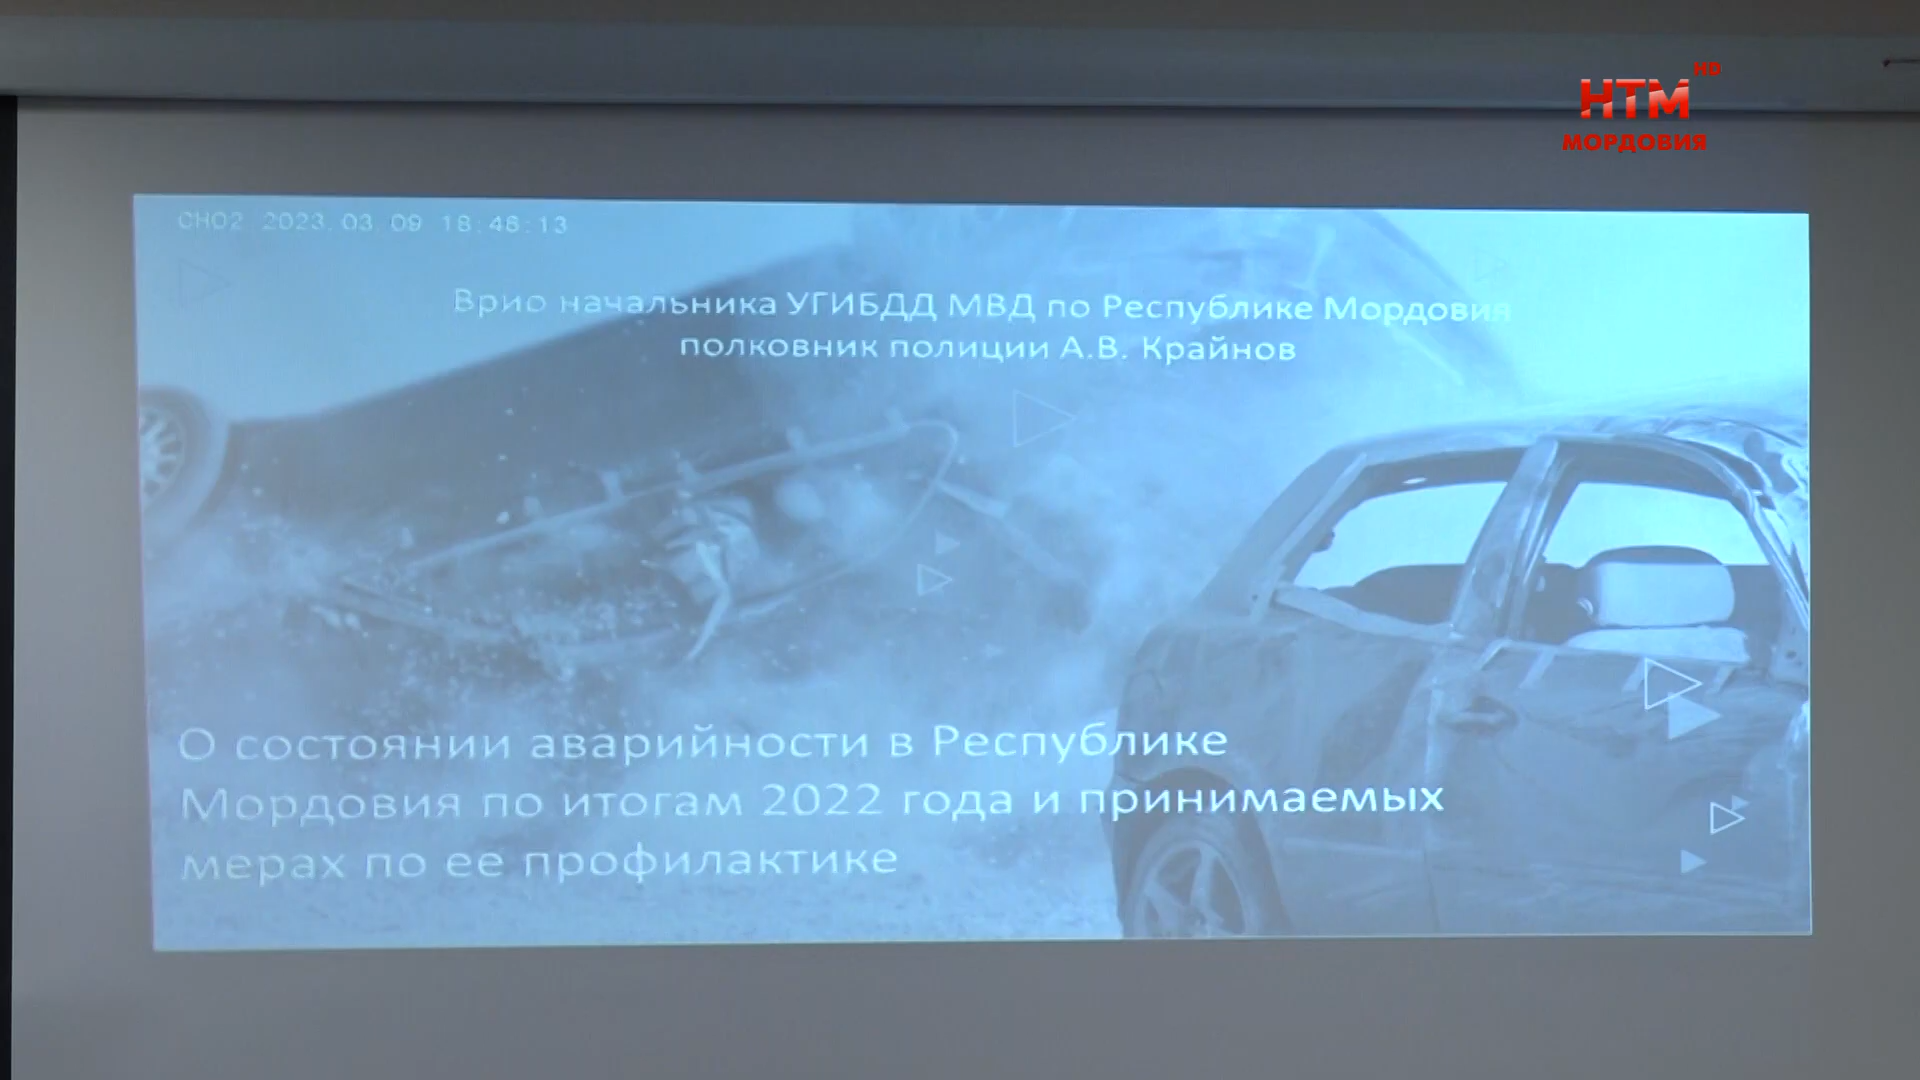 HD
НТМ
МОРДОВИЯ
CH02 2023.03.09 18:48:13
Врио начальника УГИБДД МВД по Республике Мордовия
полковник полиции А.В. Крайнов
О состоянии аварийности в Республике
Мордовия по итогам 2022 года и принимаемых
мерах по ее профилактике